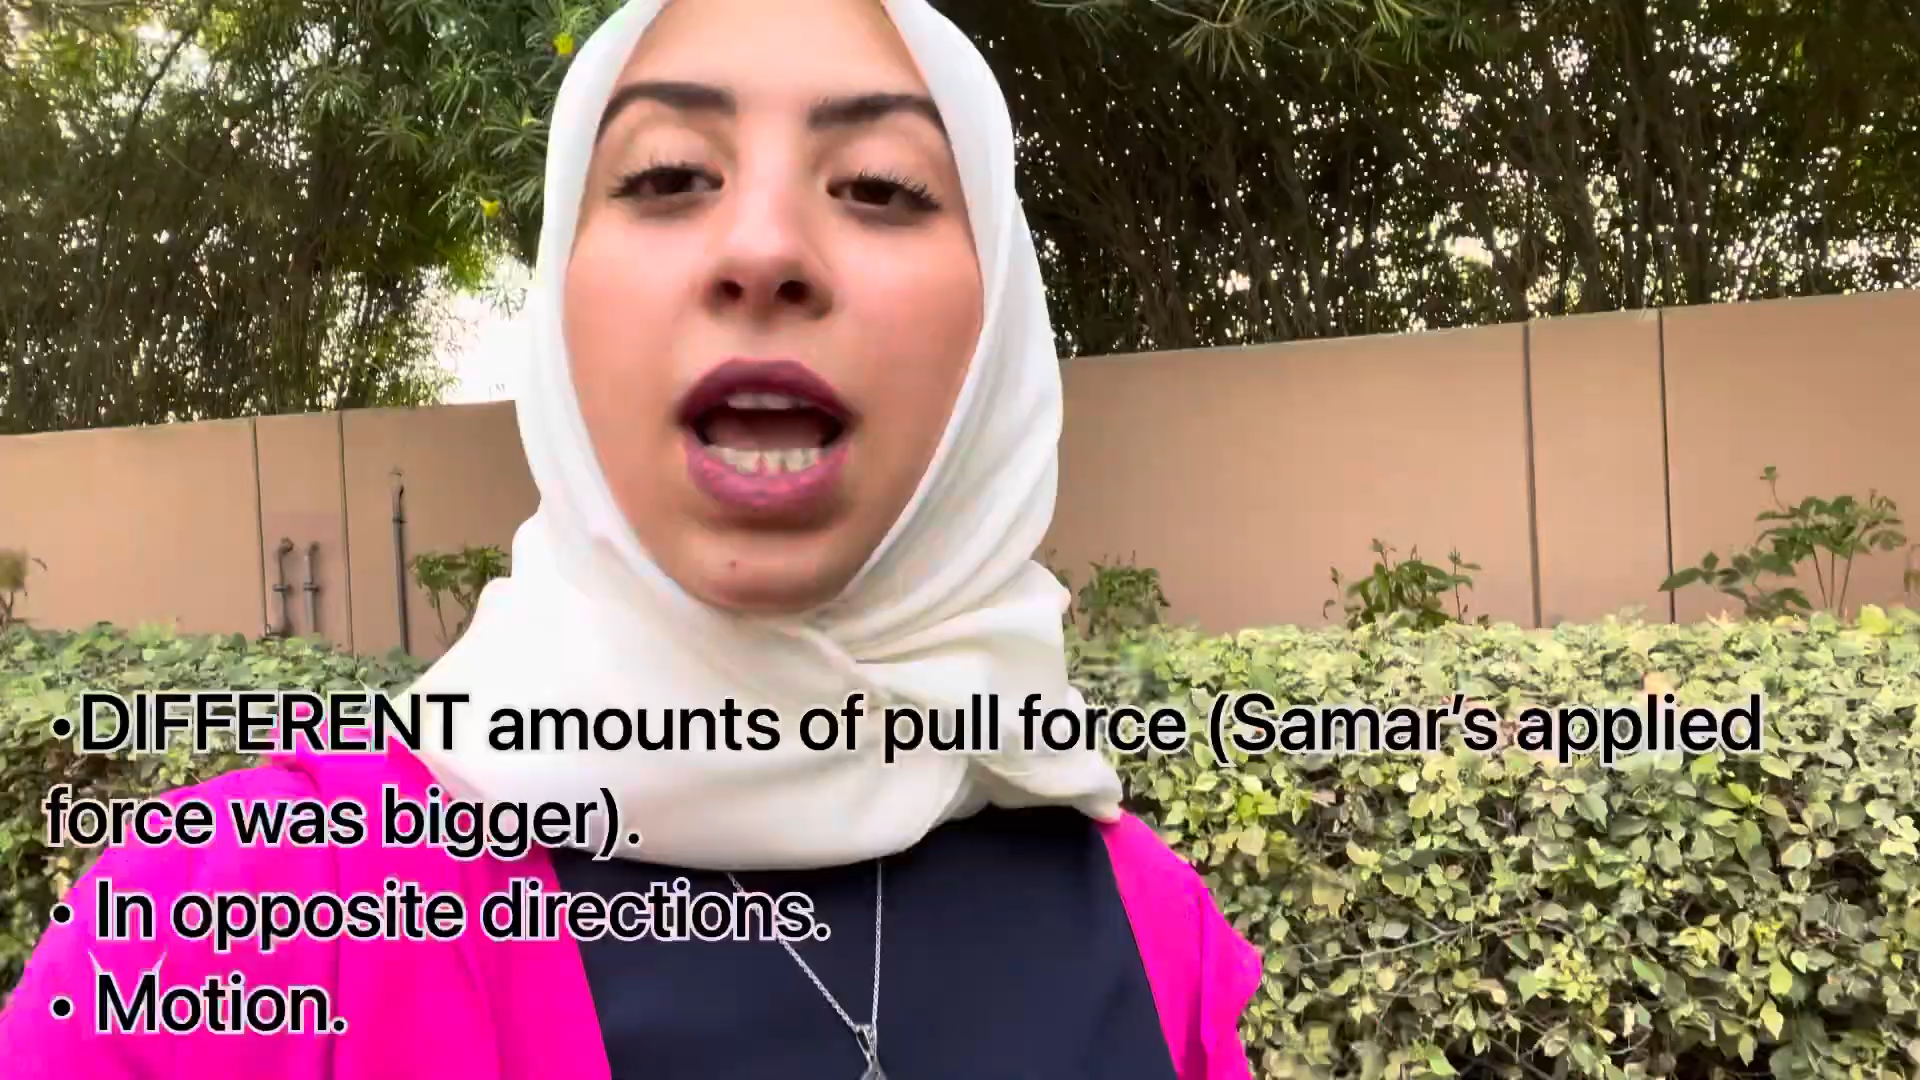 •DIFFERENT amounts of pull force (Samar’s applied
force was bigger).
• In opposite directions.
• Motion.